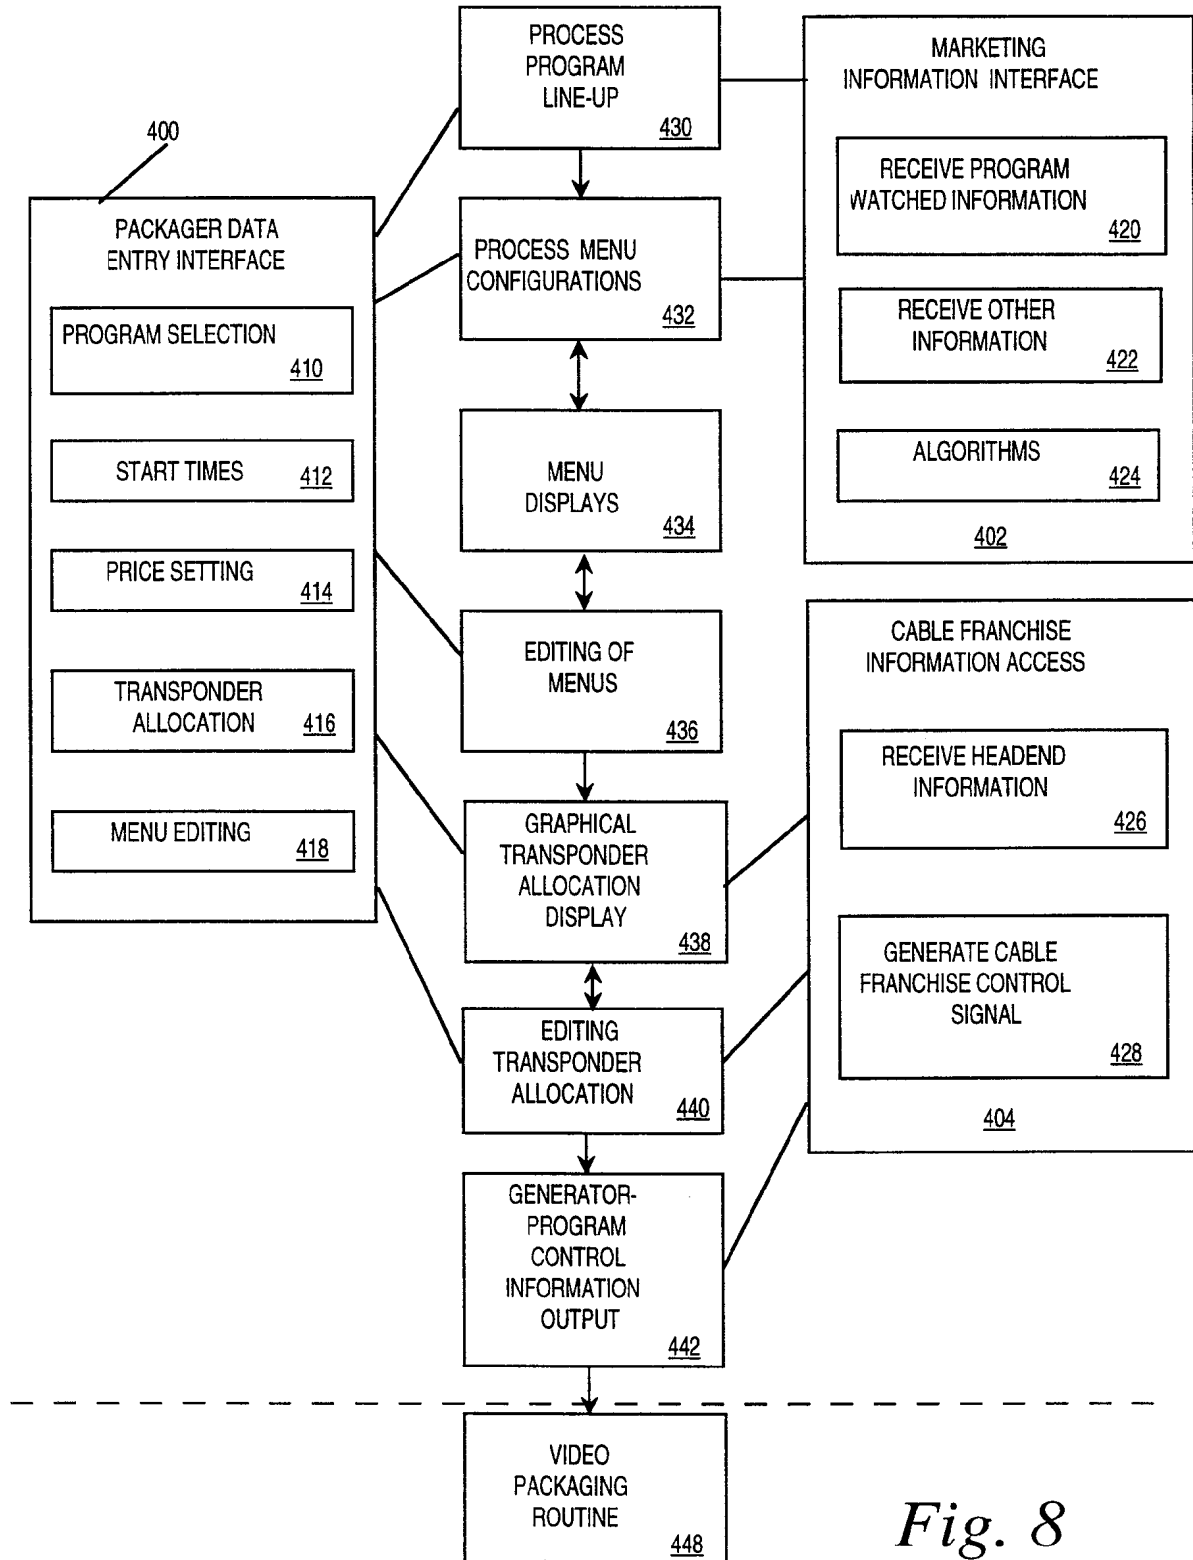 PROCESS
PROGRAM
LINE-UP
430
MARKETING
INFORMATION INTERFACE
RECEIVE PROGRAM
WATCHED INFORMATION
420
RECEIVE OTHER
INFORMATION
422
ALGORITHMS
424
402
400
PACKAGER DATA
ENTRY INTERFACE
PROGRAM SELECTION
410
START TIMES
412
PRICE SETTING
414
TRANSPONDER
ALLOCATION
416
MENU EDITING
418
PROCESS MENU
CONFIGURATIONS
432
MENU
DISPLAYS
434
EDITING OF
MENUS
436
GRAPHICAL
TRANSPONDER
ALLOCATION
DISPLAY
438
EDITING
TRANSPONDER
ALLOCATION
440
GENERATOR-
PROGRAM
CONTROL
INFORMATION
OUTPUT
442
CABLE FRANCHISE
INFORMATION ACCESS
RECEIVE HEADEND
INFORMATION
426
GENERATE CABLE
FRANCHISE CONTROL
SIGNAL
428
404
VIDEO
PACKAGING
ROUTINE
448
Fig. 8